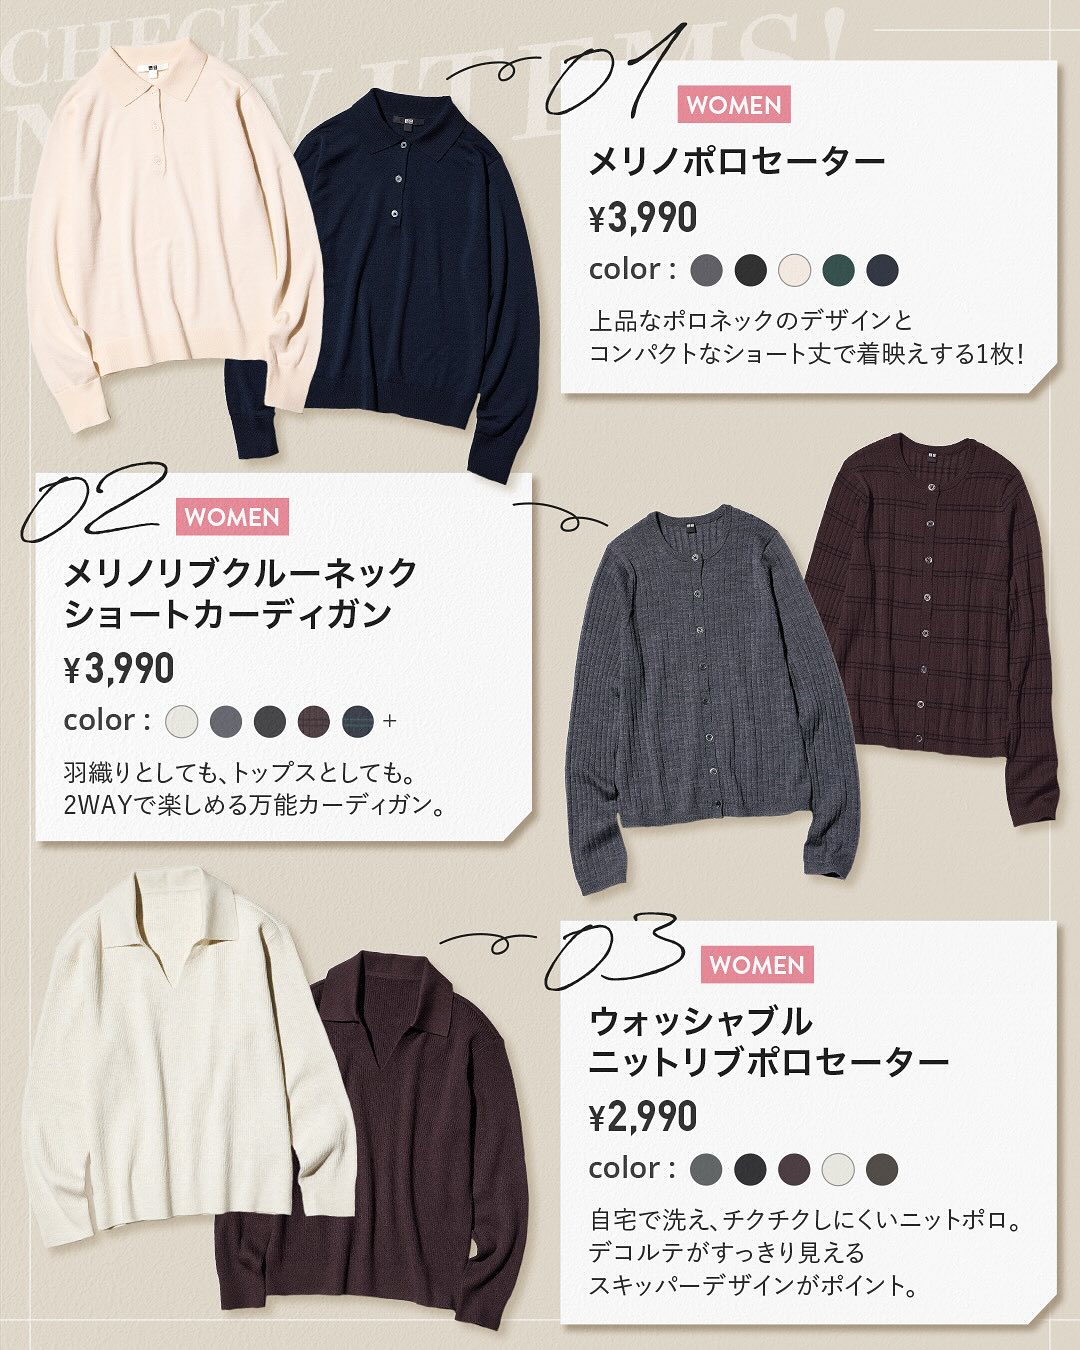 CHECK
NEW ITEMS!
01
WOMEN
メリノポロセーター
¥3,990
color :
上品なポロネックのデザインと
コンパクトなショート丈で着映えする1枚!
02
WOMEN
メリノリブクルーネック
ショートカーディガン
¥3,990
color : +
羽織りとしても、トップスとしても。
2WAYで楽しめる万能カーディガン。
03
WOMEN
ウォッシャブル
ニットリブポロセーター
¥2,990
color :
自宅で洗え、チクチクしにくいニットポロ。
デコルテがすっきり見える
スキッパーデザインがポイント。